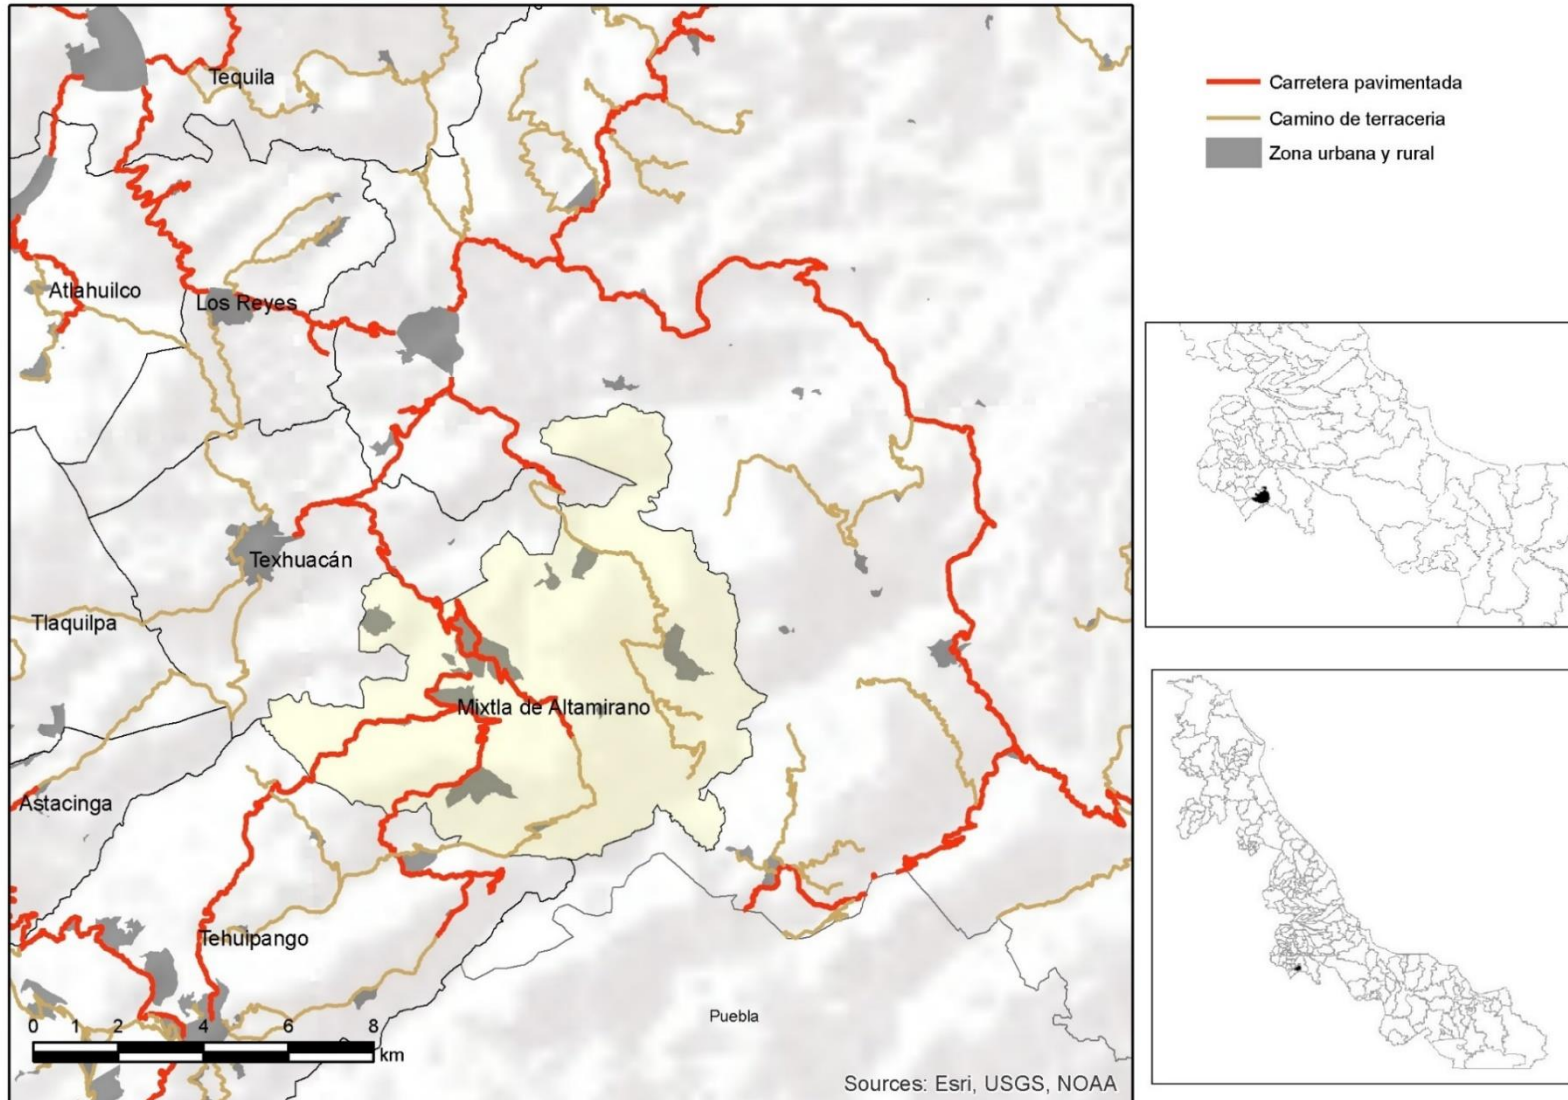 Tequila
Atlahuilco
Los Reyes
Texhuacán
Tlaquilpa
Mixtla de Altamirano
Astacinga
Tehuipango
Puebla
0 1 2 4 6 8
km
Sources: Esri, USGS, NOAA
Carretera pavimentada
Camino de terraceria
Zona urbana y rural